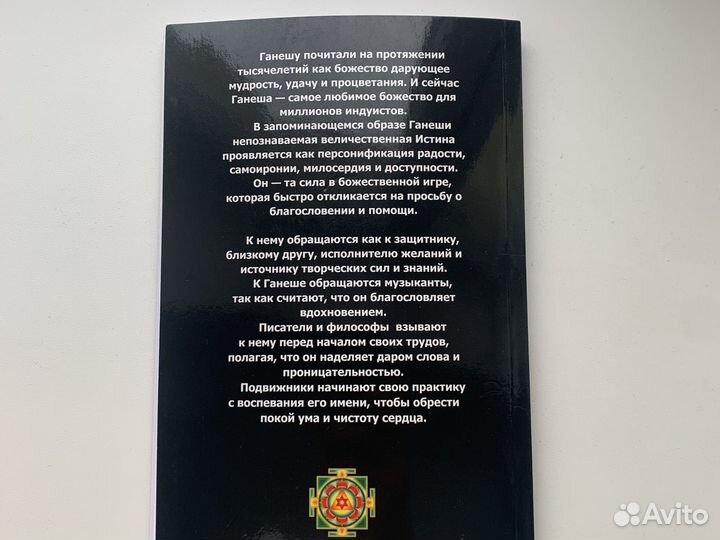 Ганешу почитали на протяжении
тысячелетий как божество дарующее
мудрость, удачу и процветания. И сейчас
Ганеша — самое любимое божество для
миллионов индуистов.
В запоминающемся образе Ганеши
непознаваемая величественная Истина
проявляется как персонификация радости,
самоиронии, милосердия и доступности.
Он — та сила в божественной игре,
которая быстро откликается на просьбу о
благословении и помощи.
К нему обращаются как к защитнику,
близкому другу, исполнителю желаний и
источнику творческих сил и знаний.
К Ганеше обращаются музыканты,
так как считают, что он благословляет
вдохновением.
Писатели и философы взывают
к нему перед началом своих трудов,
полагая, что он наделяет даром слова и
проницательностью.
Подвижники начинают свою практику
с воспевания его имени, чтобы обрести
покой ума и чистоту сердца.
Avito